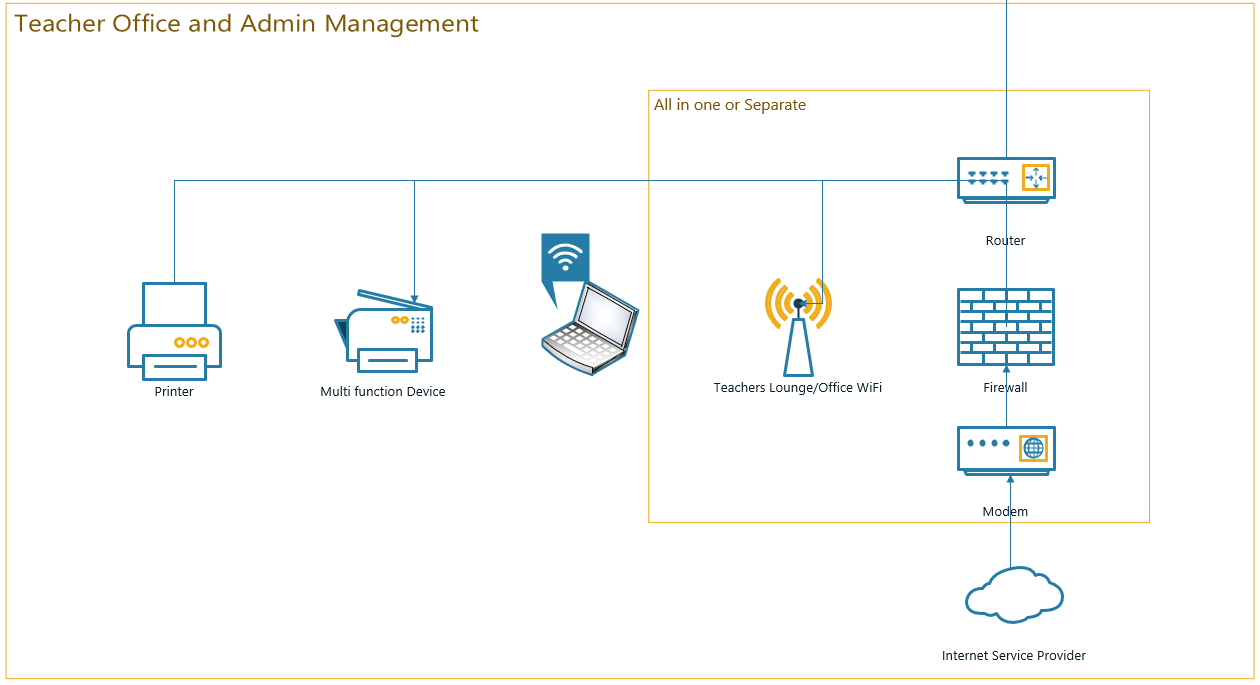 Teacher Office and Admin Management
All in one or Separate
Router
Printer
Multi function Device
Teachers Lounge/Office WiFi
Firewall
Modem
Internet Service Provider